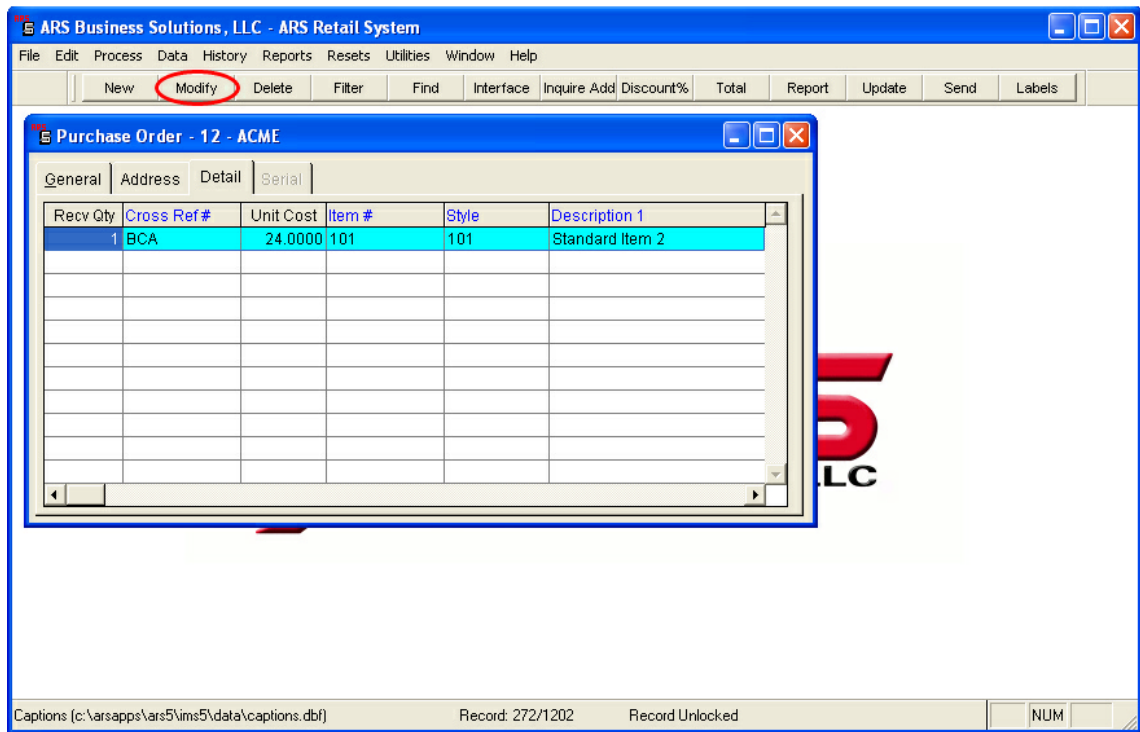 ARS Business Solutions, LLC - ARS Retail System
File Edit Process Data History Reports Resets Utilities Window Help
New Modify Delete Filter Find Interface Inquire Add Discount% Total Report Update Send Labels
Purchase Order - 12 - ACME
General Address Detail Serial
Recv Qty Cross Ref # Unit Cost Item # Style Description 1
1 BCA 24.0000 101 101 Standard Item 2
5
LLC
Captions (c:\arsapps\ars5\ims5\data\captions.dbf) Record: 272/1202 Record Unlocked NUM